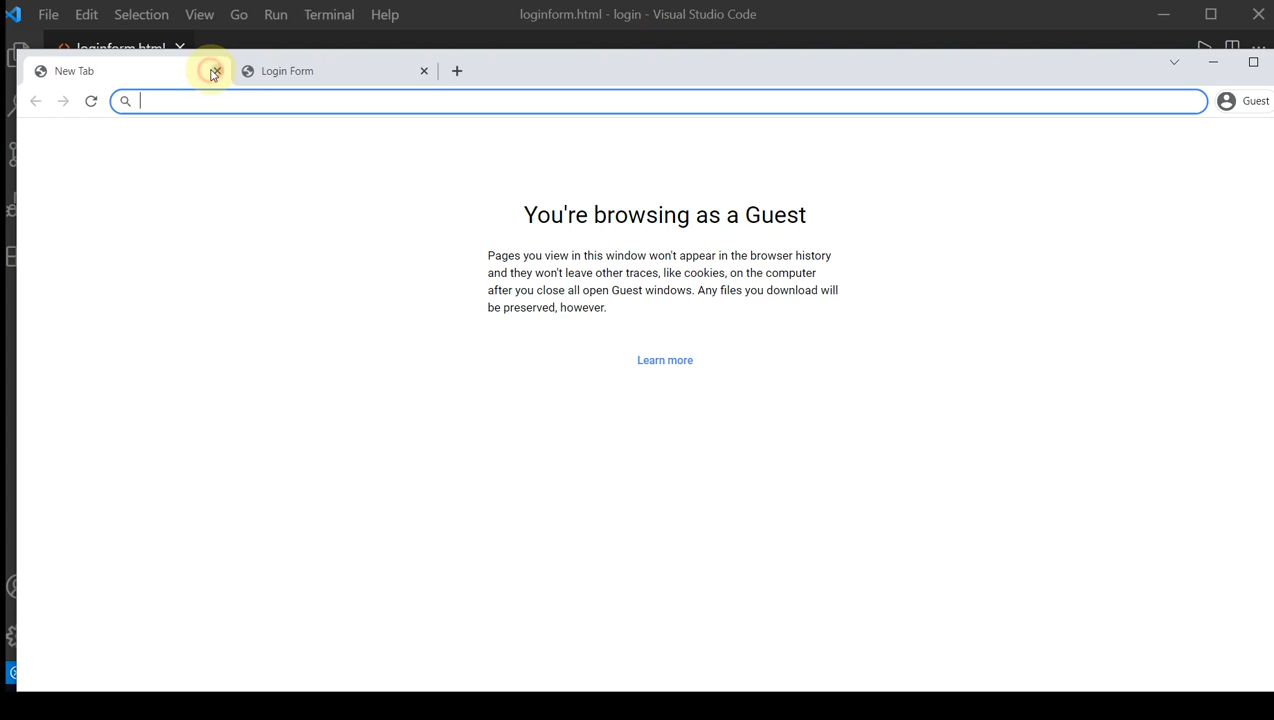 File Edit Selection View Go Run Terminal Help loginform.html - login - Visual Studio Code
loginform.html
New Tab Login Form
Guest
You're browsing as a Guest
Pages you view in this window won't appear in the browser history
and they won't leave other traces, like cookies, on the computer
after you close all open Guest windows. Any files you download will
be preserved, however.
Learn more